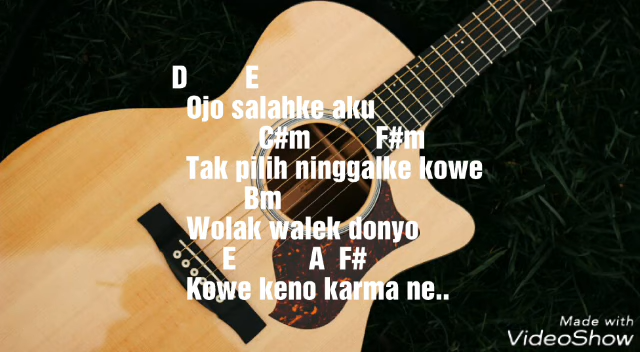 D E
Ojo salahke aku
C#m F#m
Tak pilih ninggalke kowe
Bm
Wolak walek donyo
E A F#
Kowe keno karma ne..
Made with
VideoShow